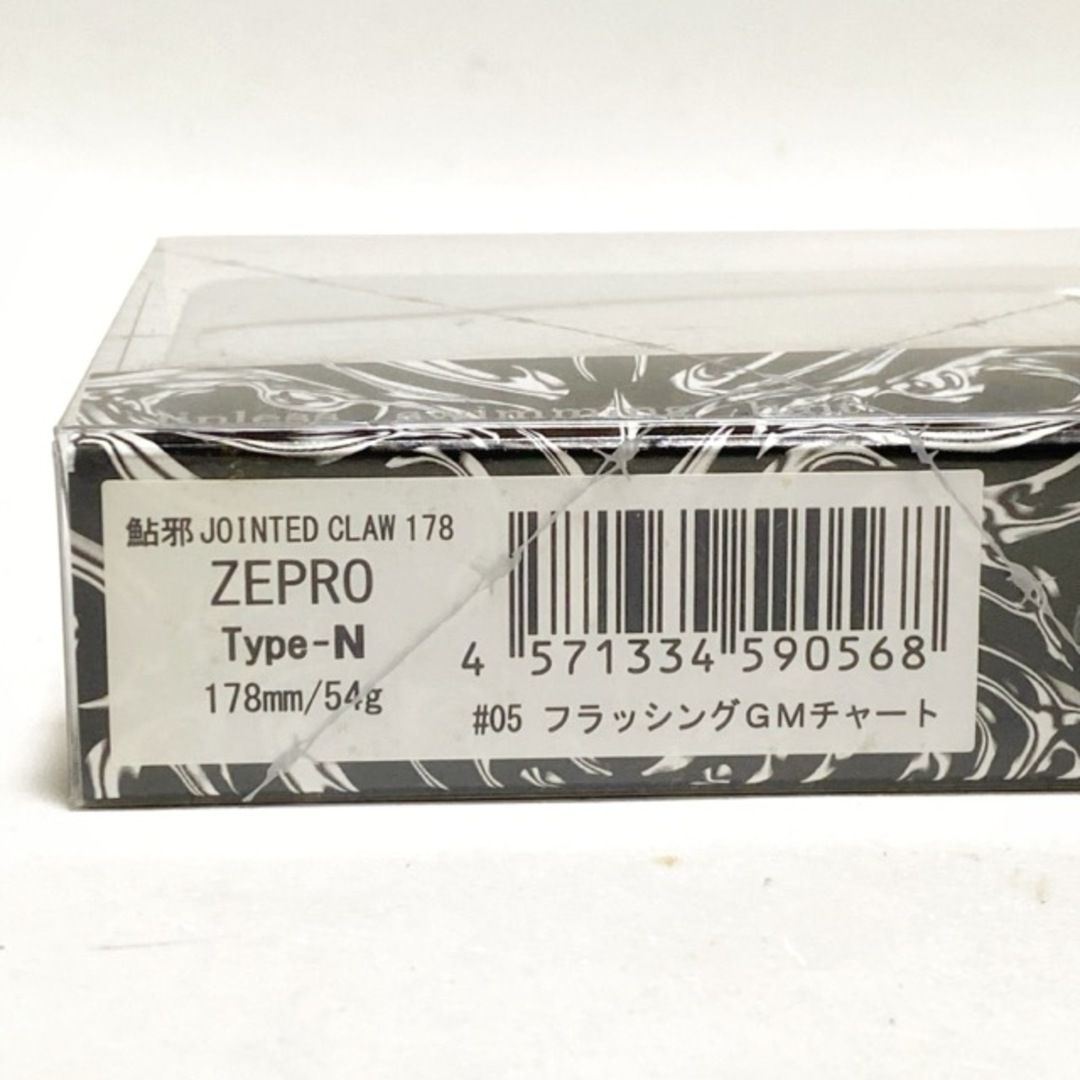 swimming
鮎邪 JOINTED CLAW 178
ZEPRO
Type-N
178mm/54g
4 571334 590568
#05 フラッシングGMチャート